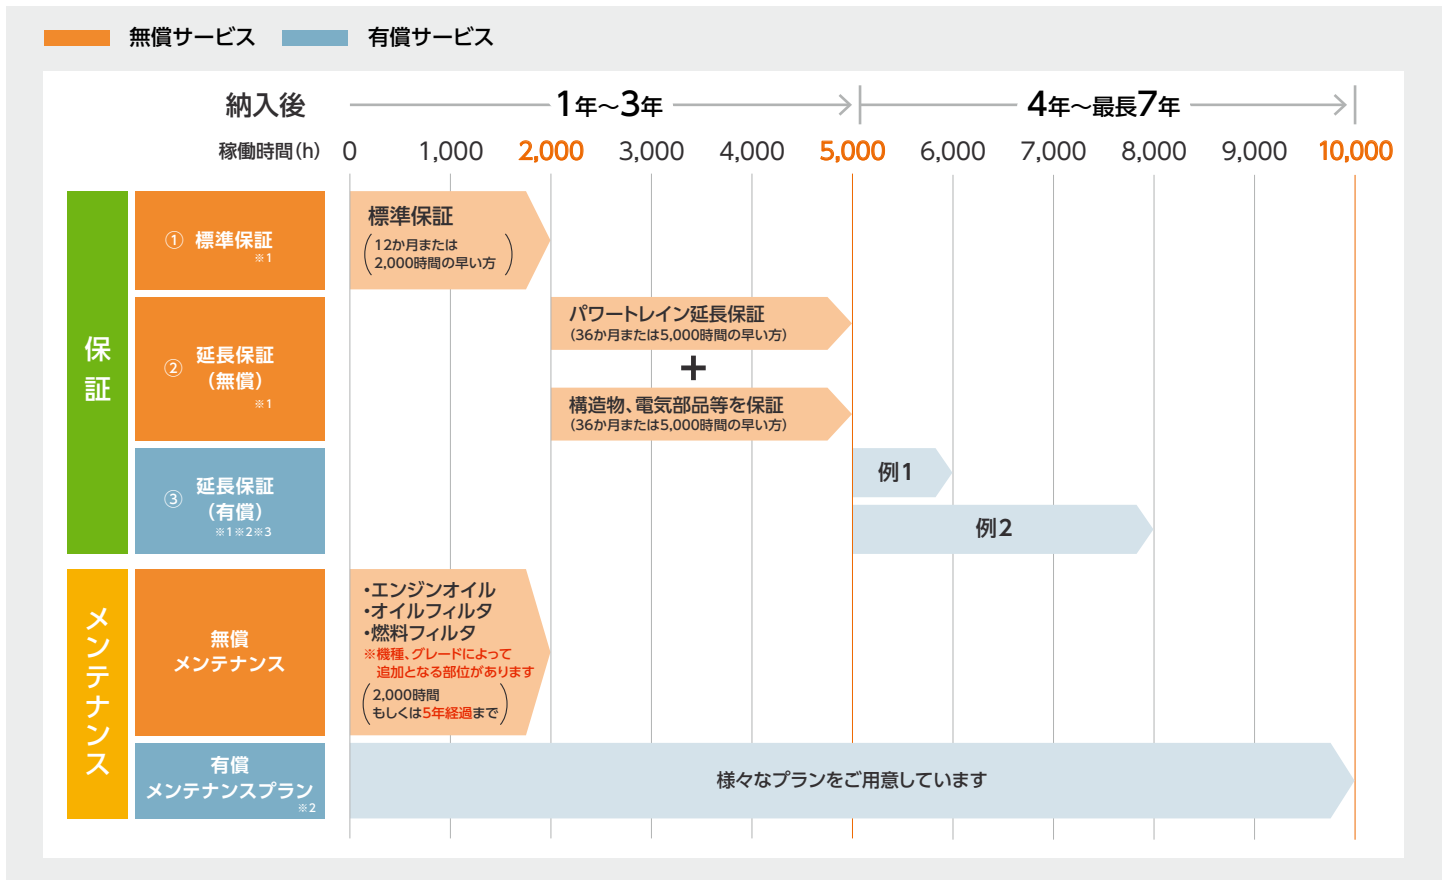 無償サービス 有償サービス
納入後 1年～3年 4年～最長7年
稼働時間(h) 0 1,000 2,000 3,000 4,000 5,000 6,000 7,000 8,000 9,000 10,000
保証
① 標準保証
※1
標準保証
(12か月または
2,000時間の早い方)
② 延長保証
(無償)
※1
パワートレイン延長保証
(36か月または5,000時間の早い方)
+
構造物、電気部品等を保証
(36か月または5,000時間の早い方)
③ 延長保証
(有償)
※1※2※3
例1
例2
メンテナンス
無償
メンテナンス
・エンジンオイル
・オイルフィルタ
・燃料フィルタ
※機種、グレードによって
追加となる部位があります
(2,000時間
もしくは5年経過まで)
有償
メンテナンスプラン
※2
様々なプランをご用意しています